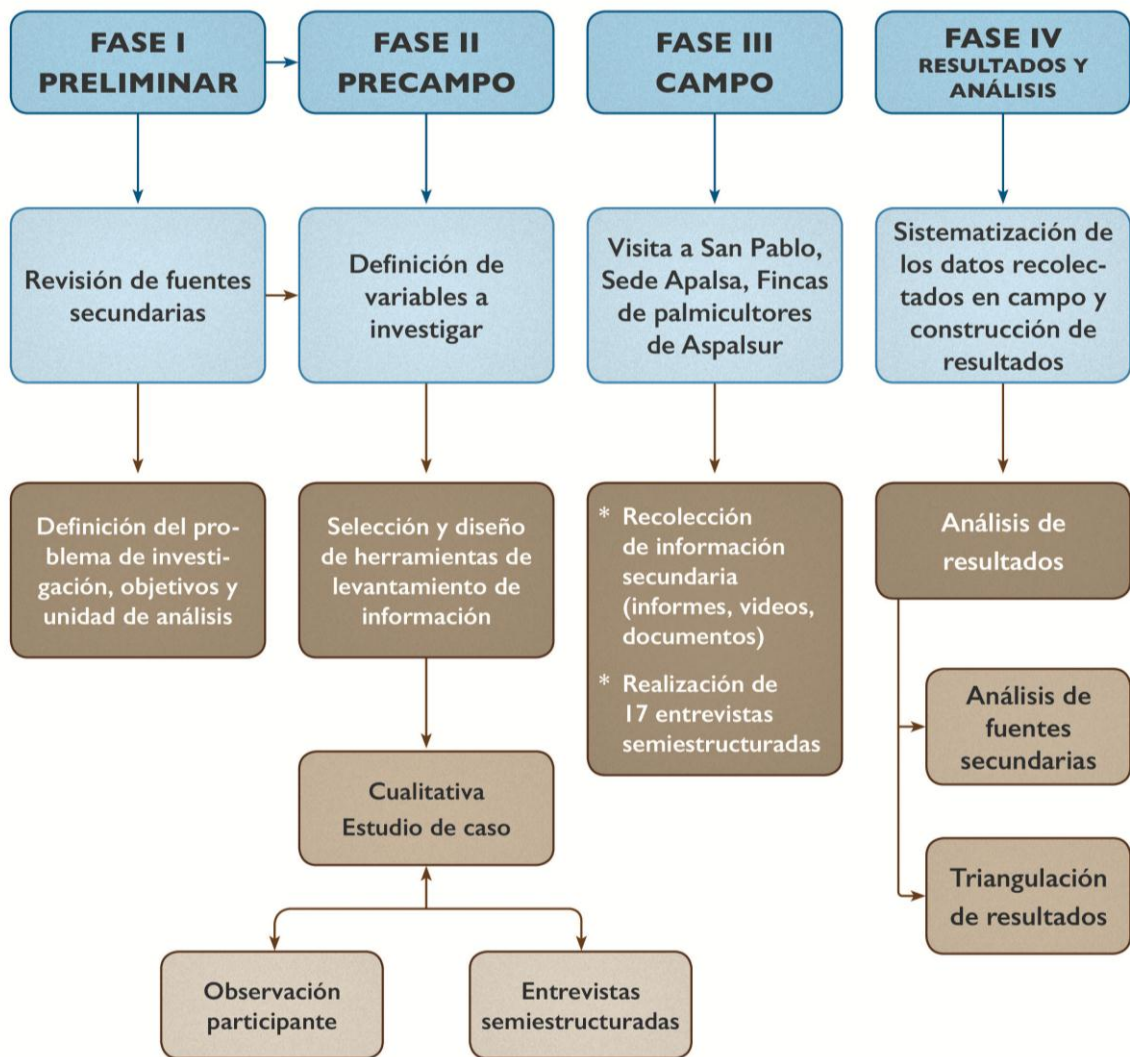 FASE I
PRELIMINAR
FASE II
PRECAMPO
FASE III
CAMPO
FASE IV
RESULTADOS Y
ANÁLISIS
Revisión de fuentes
secundarias
Definición de
variables a
investigar
Visita a San Pablo,
Sede Apalsa, Fincas
de palmicultores
de Aspalsur
Sistematización de
los datos recolec-
tados en campo y
construcción de
resultados
Definición del pro-
blema de investi-
gación, objetivos y
unidad de análisis
Selección y diseño
de herramientas de
levantamiento de
información
* Recolección
de información
secundaria
(informes, videos,
documentos)
* Realización de
17 entrevistas
semiestructuradas
Análisis de
resultados
Cualitativa
Estudio de caso
Análisis de
fuentes
secundarias
Triangulación
de resultados
Observación
participante
Entrevistas
semiestructuradas